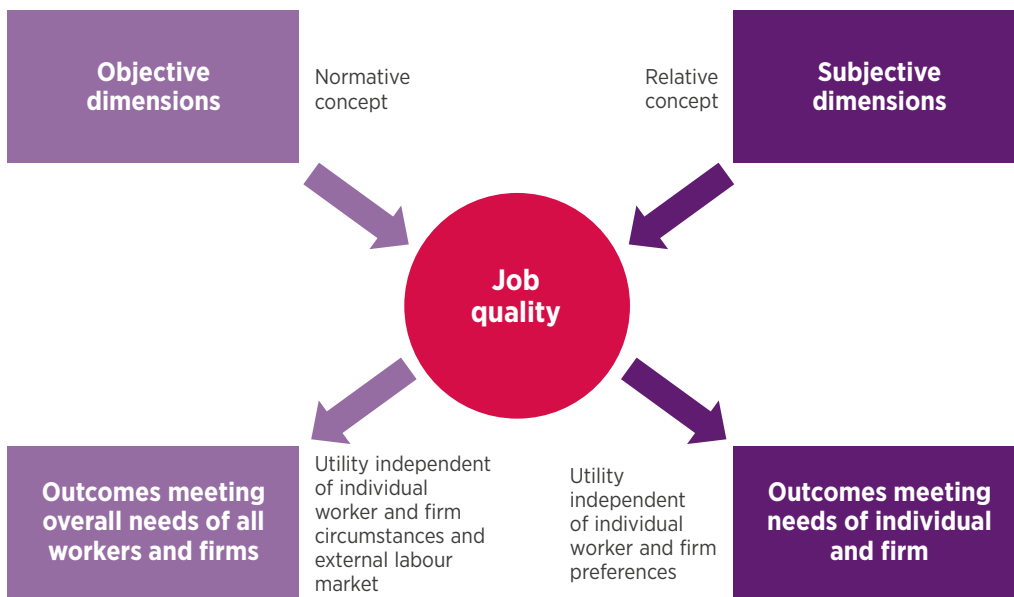 Objective
dimensions
Normative
concept
Relative
concept
Subjective
dimensions
Job
quality
Outcomes meeting
overall needs of all
workers and firms
Utility independent
of individual
worker and firm
circumstances and
external labour
market
Utility
independent
of individual
worker and firm
preferences
Outcomes meeting
needs of individual
and firm